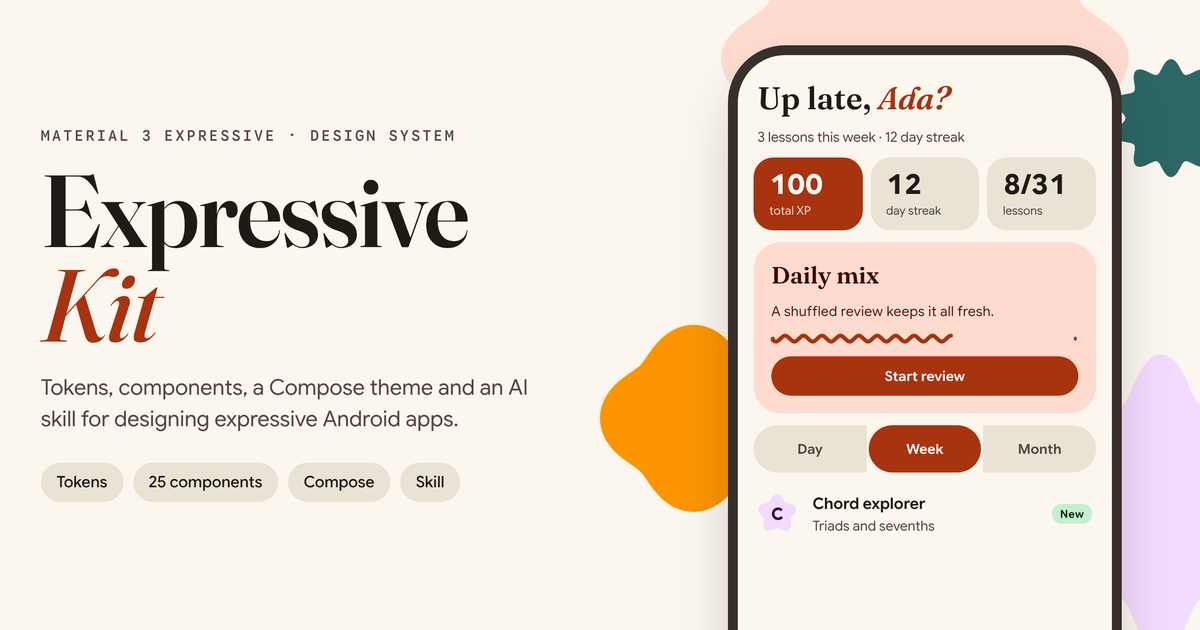 MATERIAL 3 EXPRESSIVE · DESIGN SYSTEM
Expressive
Kit
Tokens, components, a Compose theme and an AI
skill for designing expressive Android apps.
Tokens
25 components
Compose
Skill
Up late, Ada?
3 lessons this week · 12 day streak
100
total XP
12
day streak
8/31
lessons
Daily mix
A shuffled review keeps it all fresh.
Start review
Day
Week
Month
C
Chord explorer
Triads and sevenths
New